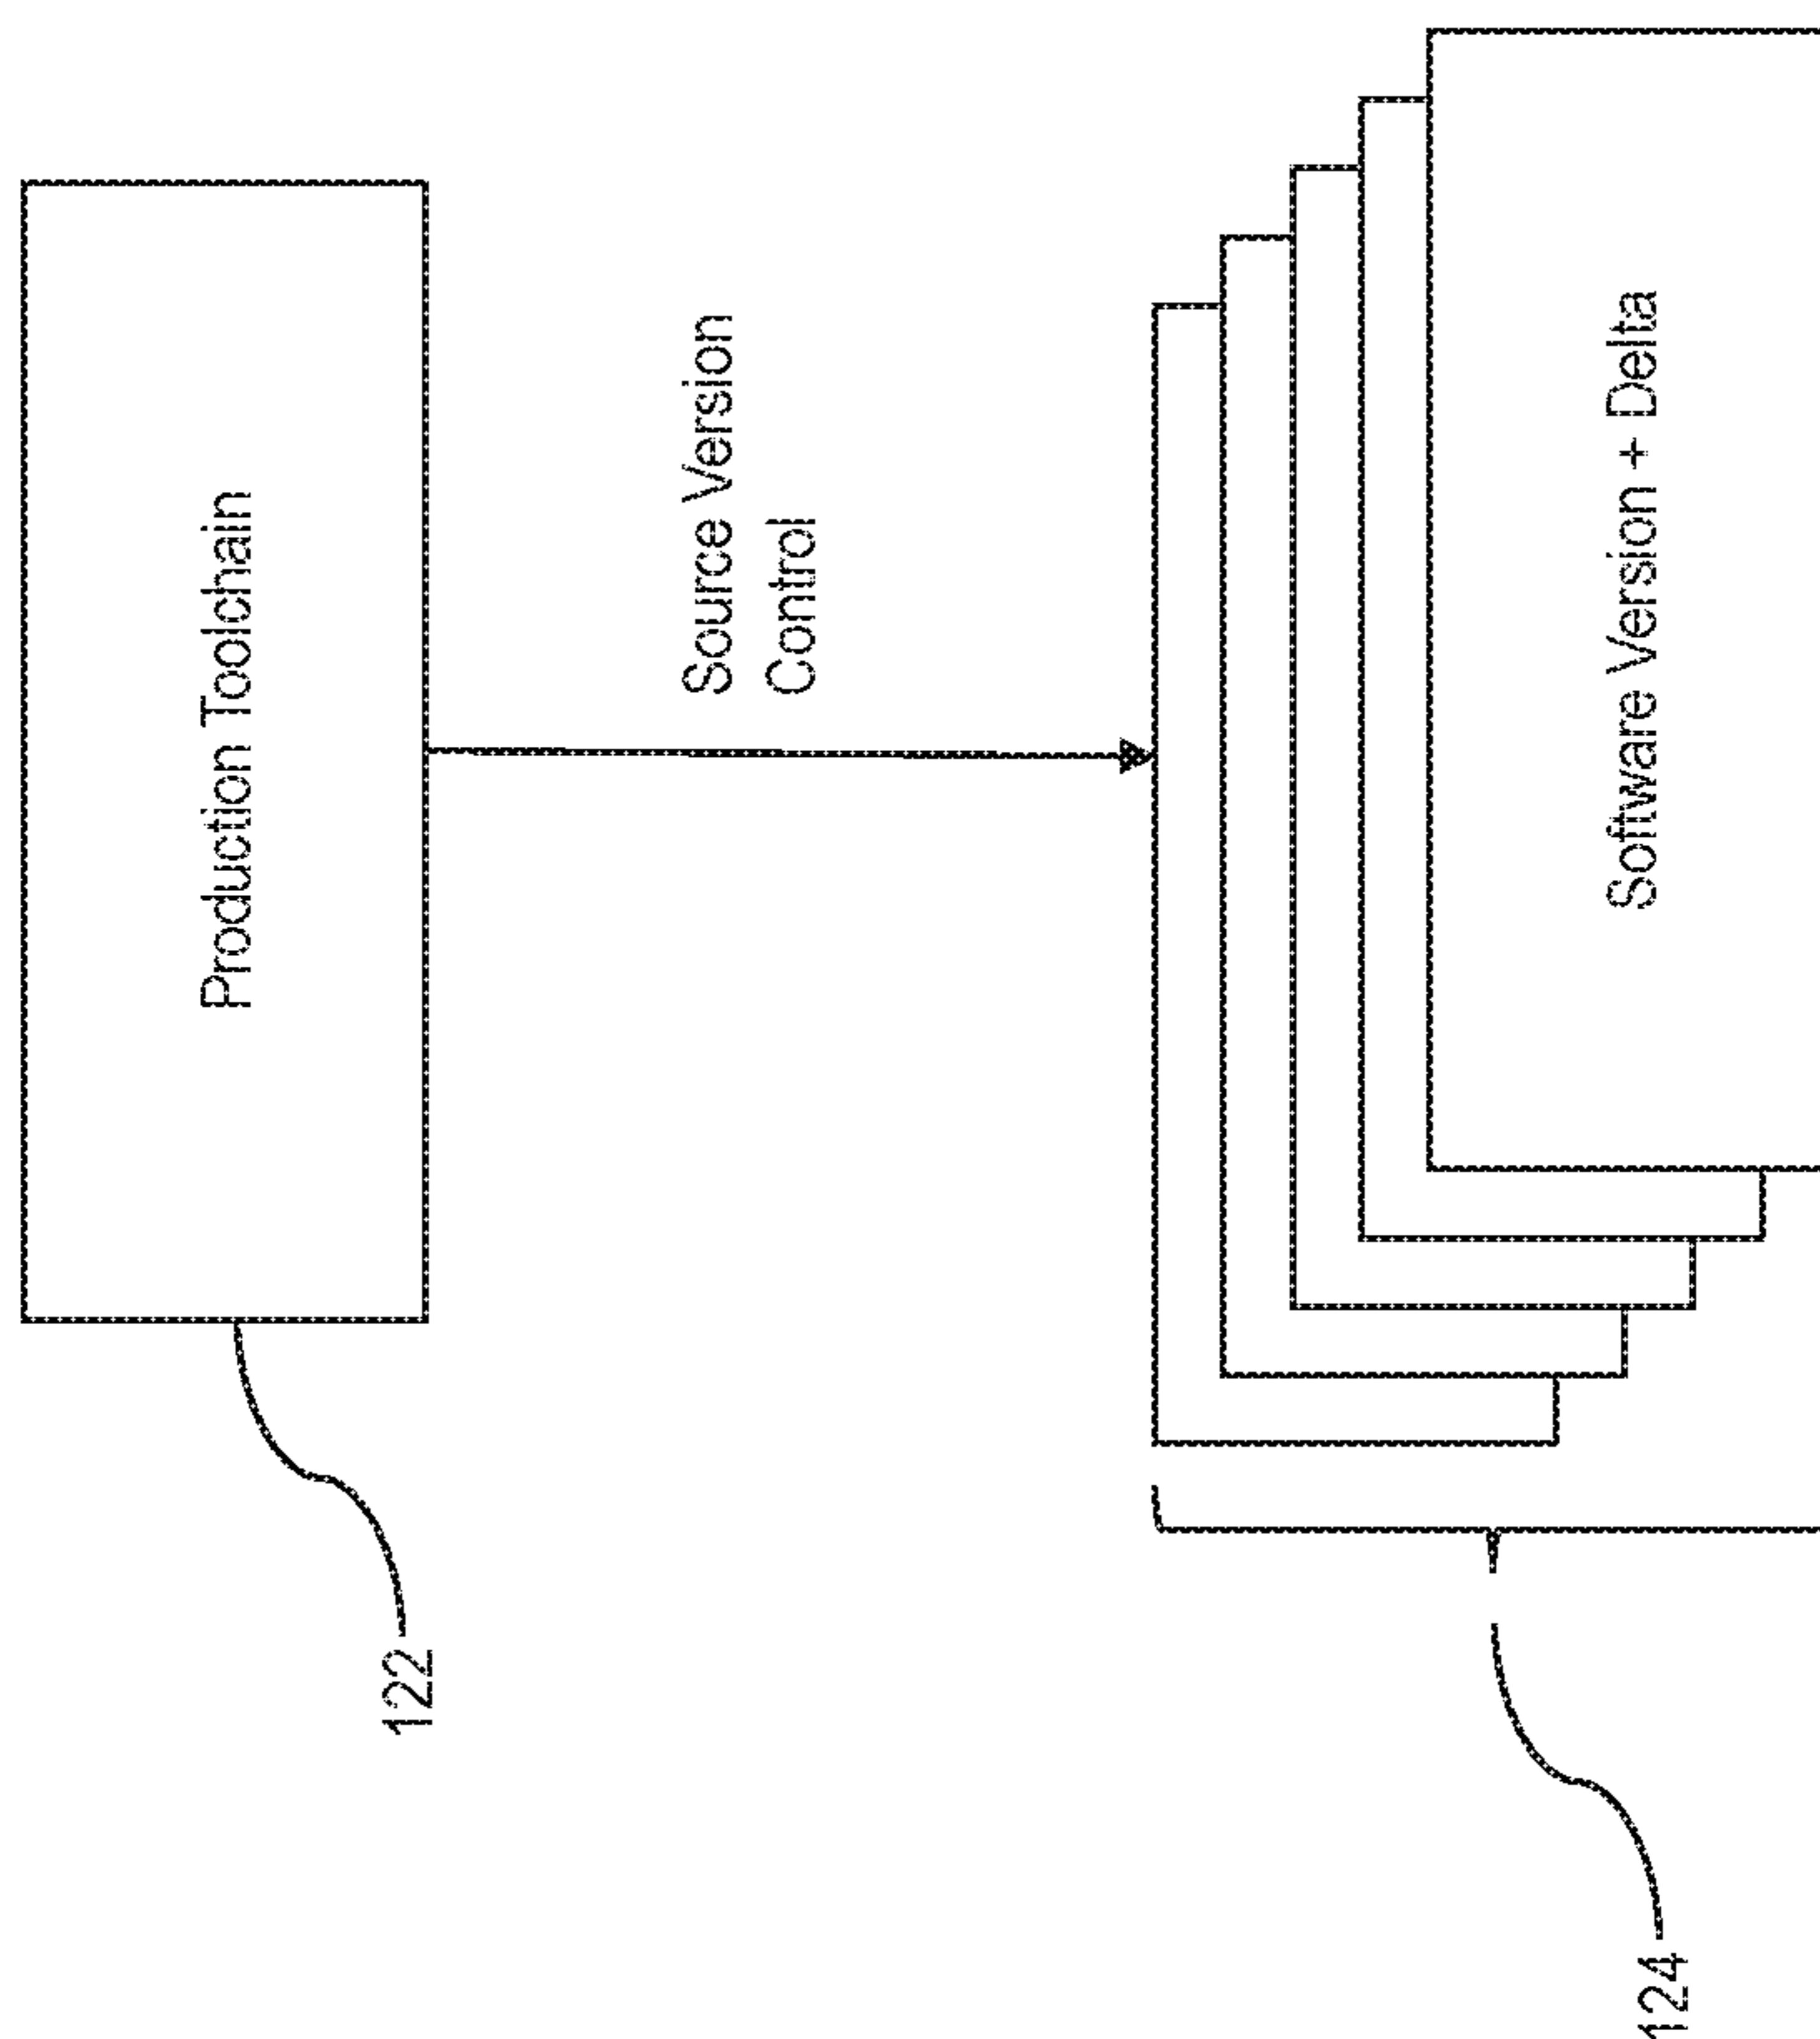 Production Toolchain
122
Source Version
Control
Software Version + Delta
124